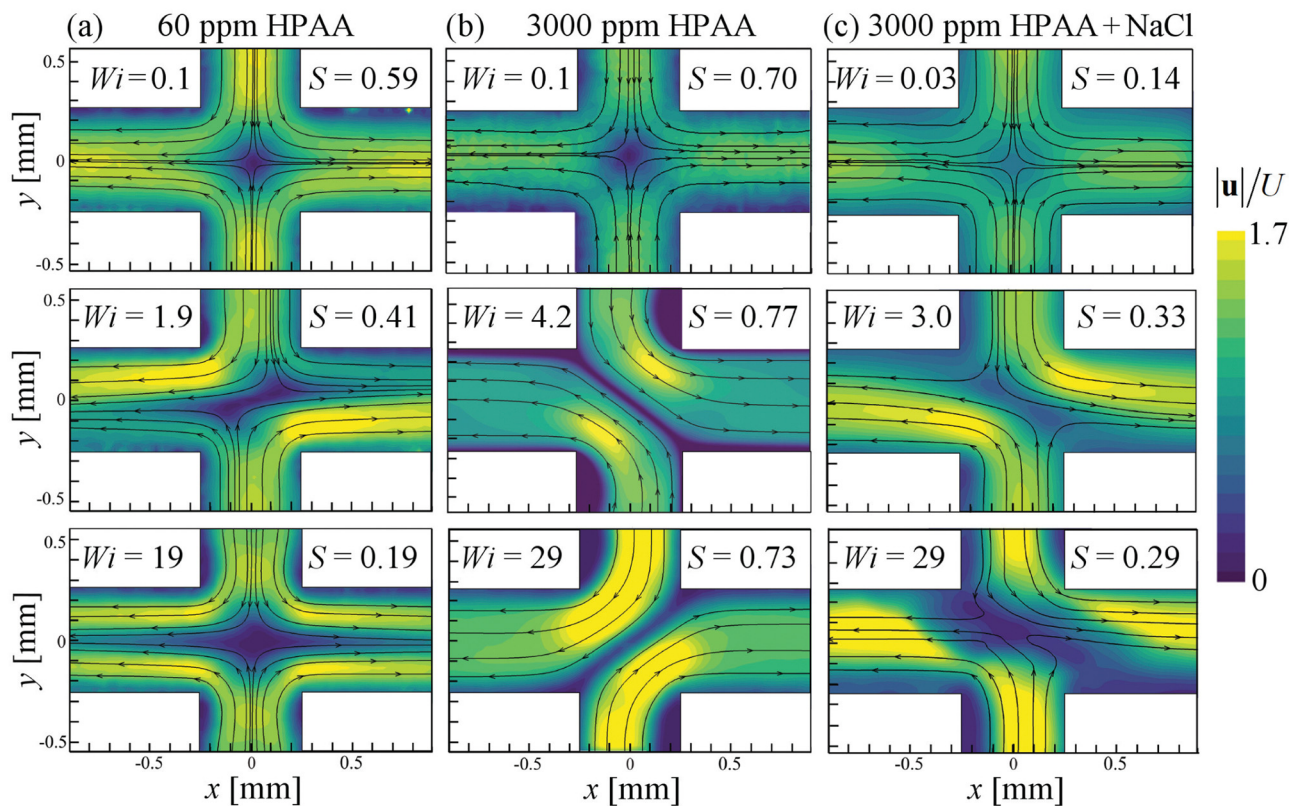 (a) 60 ppm HPAA
(b) 3000 ppm HPAA
(c) 3000 ppm HPAA + NaCl
Wi = 0.1 S = 0.59
Wi = 0.1 S = 0.70
Wi = 0.03 S = 0.14
0.5
0
-0.5
y [mm]
Wi = 1.9 S = 0.41
Wi = 4.2 S = 0.77
Wi = 3.0 S = 0.33
0.5
0
-0.5
y [mm]
Wi = 19 S = 0.19
Wi = 29 S = 0.73
Wi = 29 S = 0.29
0.5
0
-0.5
y [mm]
-0.5 0 0.5
x [mm]
-0.5 0 0.5
x [mm]
-0.5 0 0.5
x [mm]
|u|/U
1.7
0